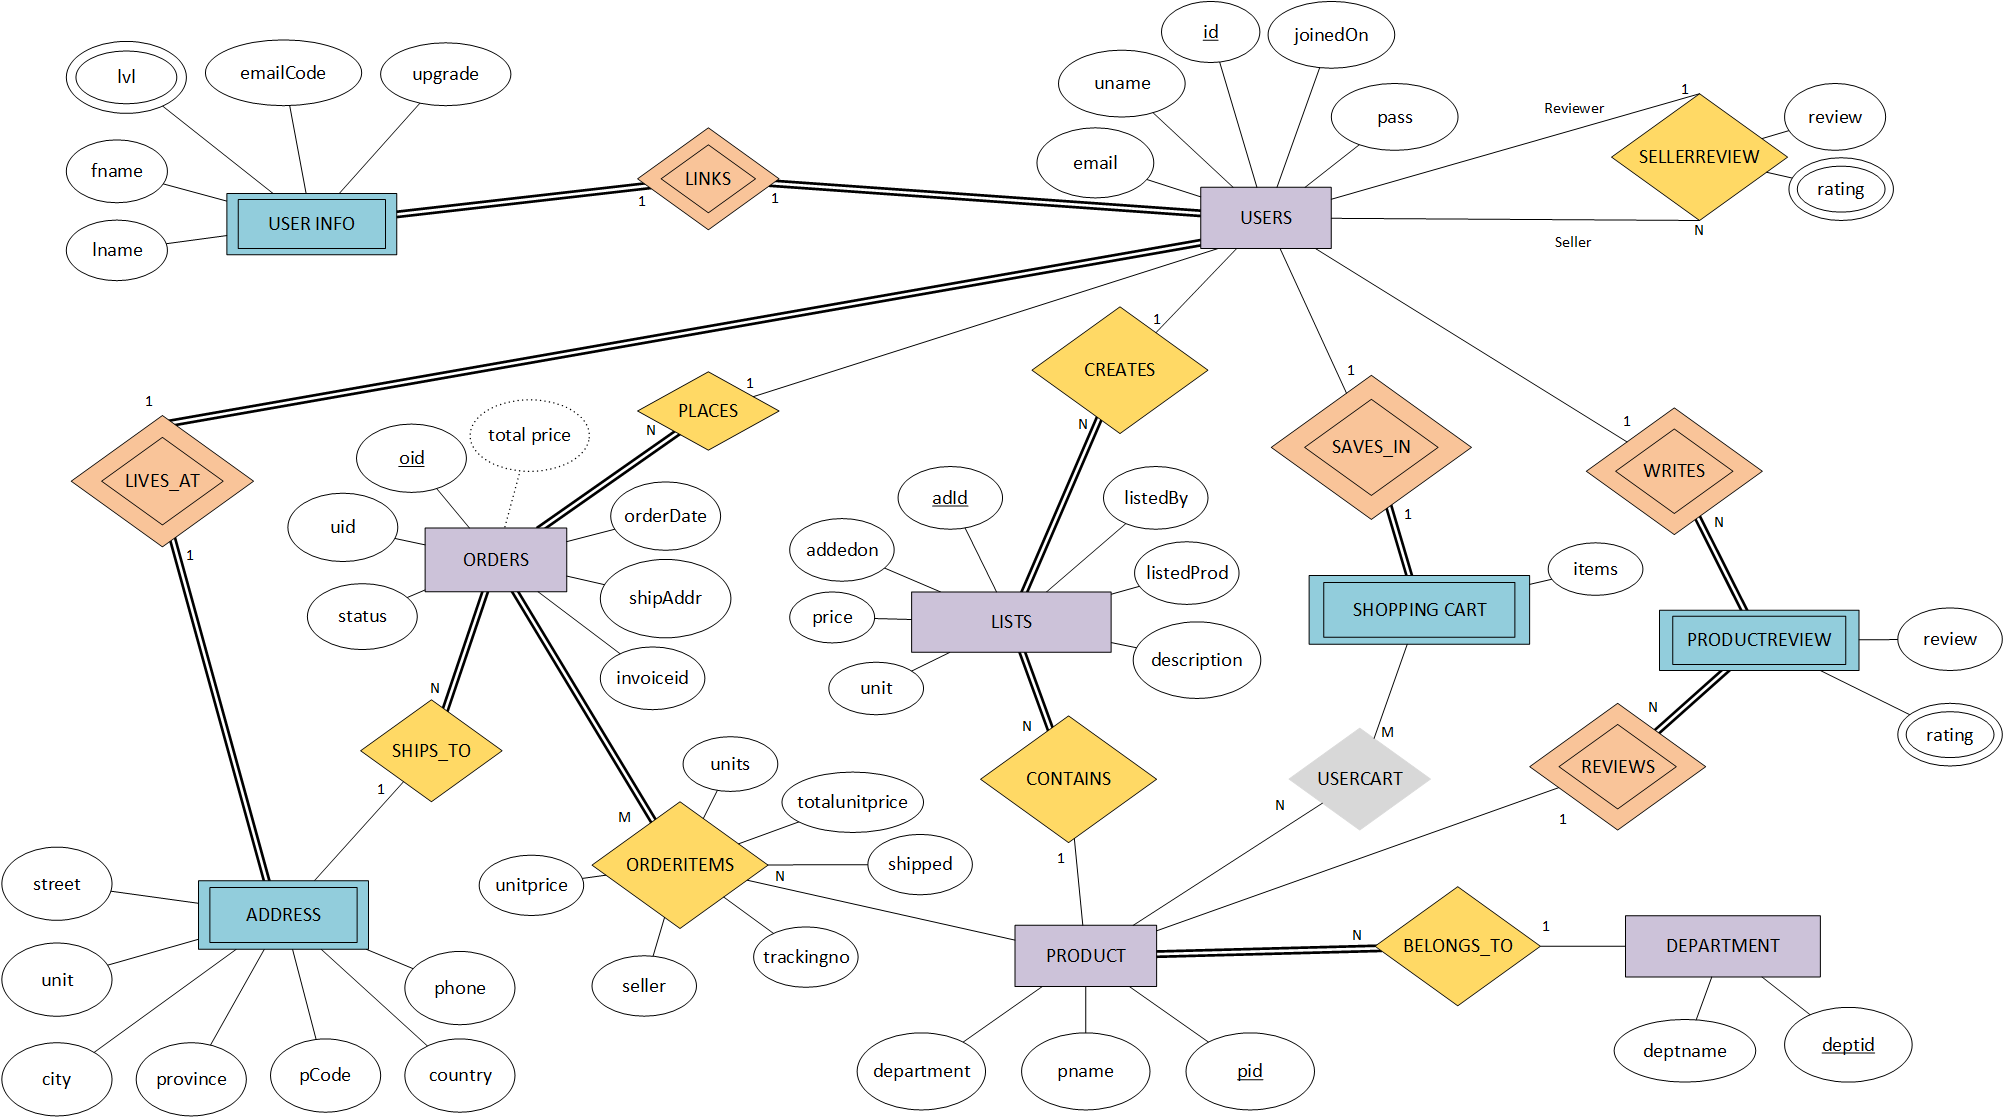 id
joinedOn
lvl
emailCode
upgrade
uname
pass
Reviewer
1
review
SELLERREVIEW
email
fname
LINKS
rating
1
1
USERS
USER INFO
lname
N
Seller
1
CREATES
1
1
1
PLACES
N
N
1
total price
oid
SAVES_IN
LIVES_AT
WRITES
adId
listedBy
orderDate
1
N
uid
addedon
1
ORDERS
listedProd
items
shipAddr
SHOPPING CART
status
price
LISTS
PRODUCTREVIEW
review
description
invoiceid
unit
N
N
N
M
rating
SHIPS_TO
units
REVIEWS
CONTAINS
USERCART
1
totalunitprice
N
M
1
1
ORDERITEMS
shipped
N
unitprice
street
ADDRESS
N
1
BELONGS_TO
DEPARTMENT
PRODUCT
trackingno
unit
seller
phone
deptid
deptname
department
pname
pid
city
province
pCode
country